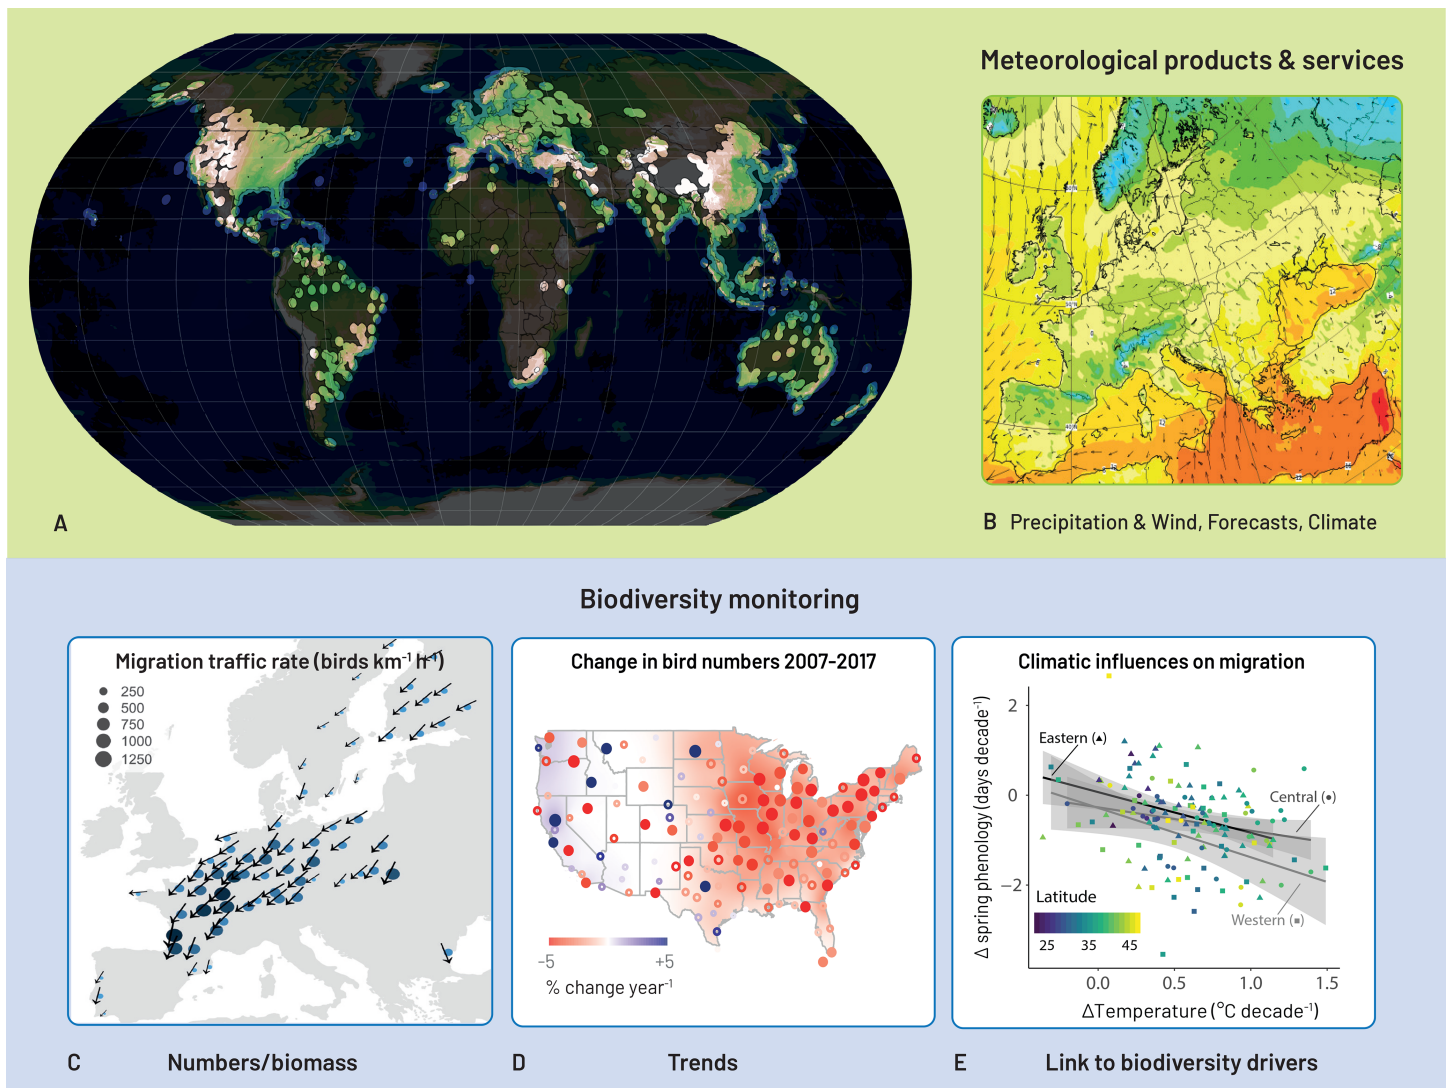 Meteorological products & services
A
B Precipitation & Wind, Forecasts, Climate
Biodiversity monitoring
Migration traffic rate (birds km⁻¹ h⁻¹)
250
500
750
1000
1250
C Numbers/biomass
Change in bird numbers 2007-2017
-5 +5
% change year⁻¹
D Trends
Climatic influences on migration
Δ spring phenology (days decade⁻¹)
2
0
−2
Eastern (▲)
Central (●)
Western (■)
Latitude
25 35 45
0.0 0.5 1.0 1.5
ΔTemperature (°C decade⁻¹)
E Link to biodiversity drivers